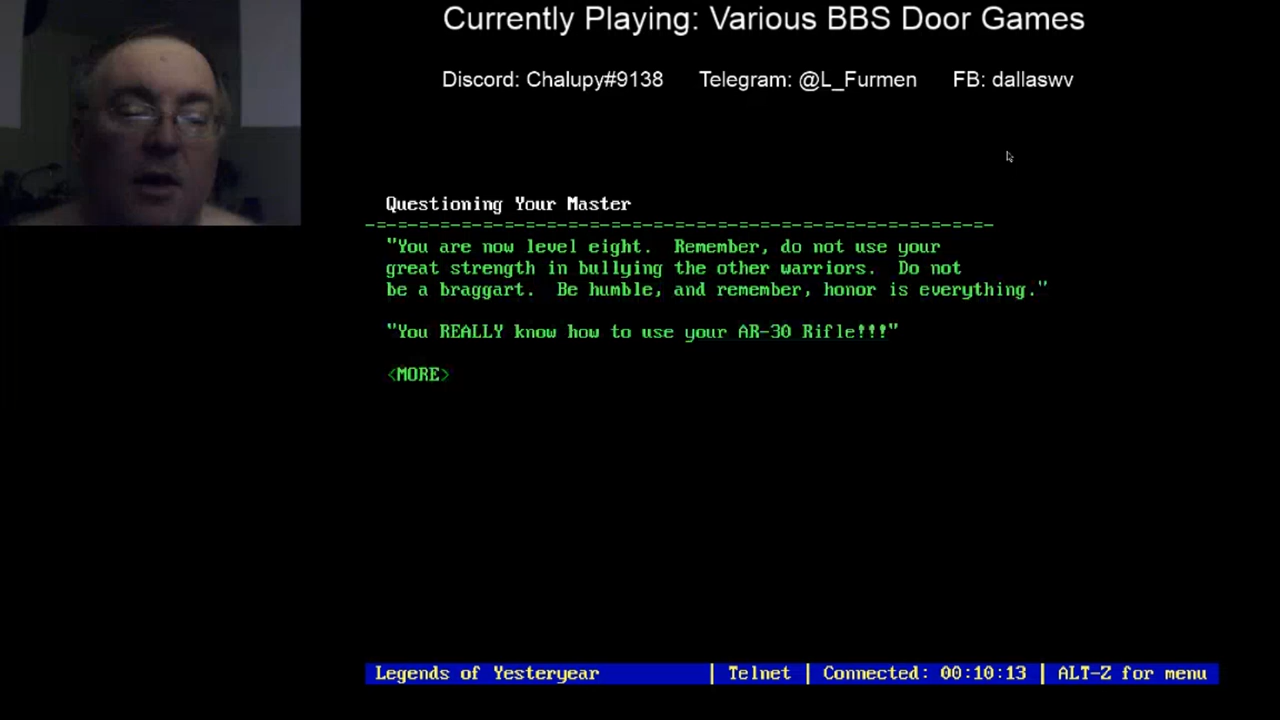 Currently Playing: Various BBS Door Games
Discord: Chalupy#9138 Telegram: @L_Furmen FB: dallaswv
Questioning Your Master
-=-=-=-=-=-=-=-=-=-=-=-=-=-=-=-=-=-=-=-=-=-=-=-=-=-=-=-=-=-
"You are now level eight. Remember, do not use your
great strength in bullying the other warriors. Do not
be a braggart. Be humble, and remember, honor is everything."
"You REALLY know how to use your AR-30 Rifle!!!"
<MORE>
Legends of Yesteryear | Telnet | Connected: 00:10:13 | ALT-Z for menu